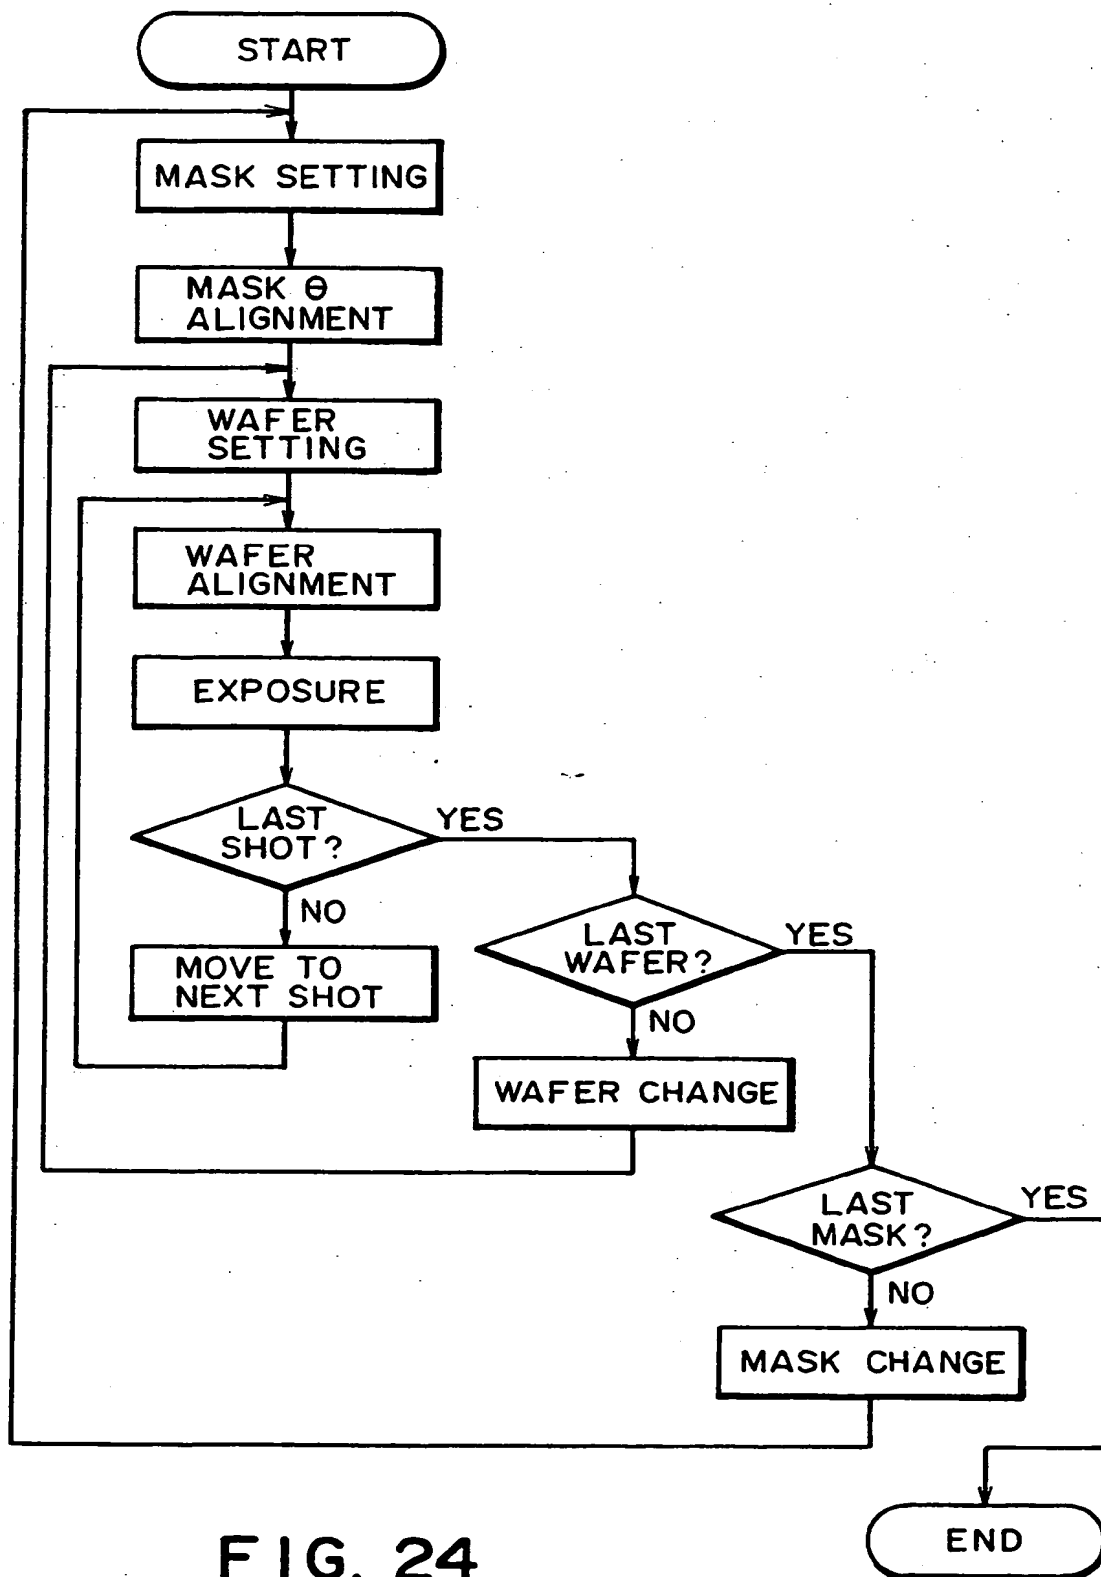 START
MASK SETTING
MASK θ
ALIGNMENT
WAFER
SETTING
WAFER
ALIGNMENT
EXPOSURE
LAST
SHOT?
YES
NO
MOVE TO
NEXT SHOT
LAST
WAFER?
YES
NO
WAFER CHANGE
LAST
MASK?
YES
NO
MASK CHANGE
END
FIG. 24